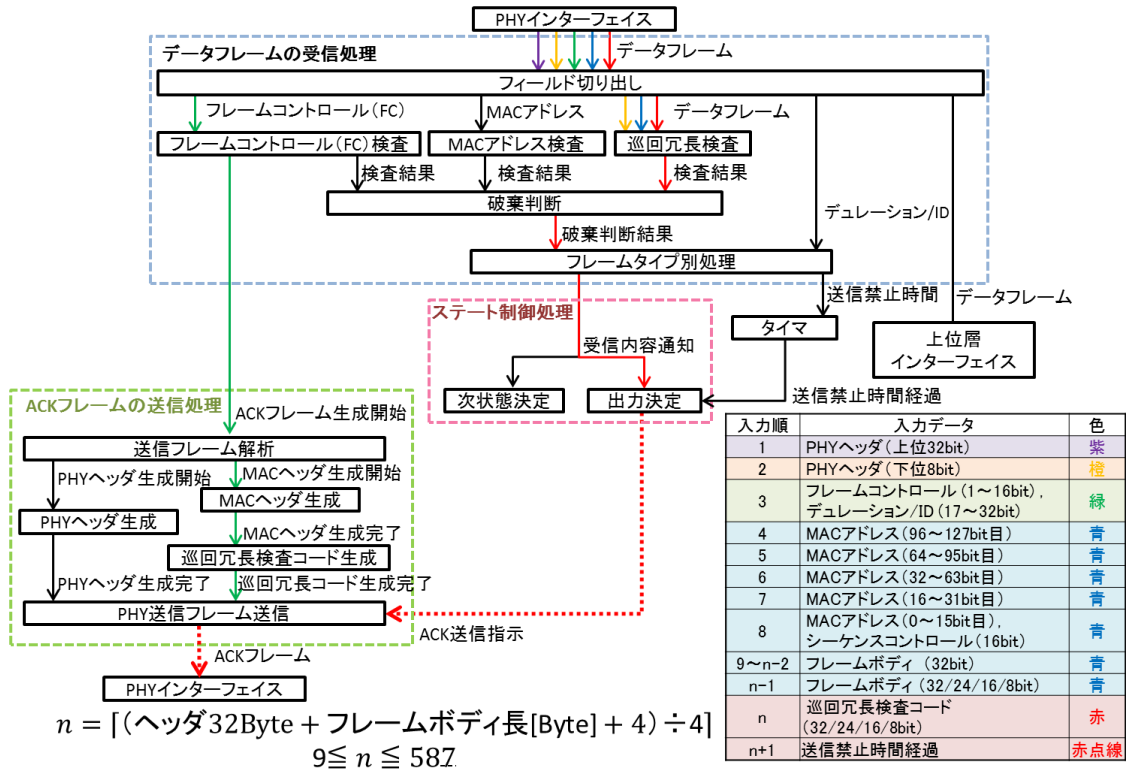 PHYインターフェイス
データフレームの受信処理
データフレーム
フィールド切り出し
フレームコントロール(FC)
MACアドレス
データフレーム
フレームコントロール(FC)検査
MACアドレス検査
巡回冗長検査
検査結果
検査結果
検査結果
破棄判断
デュレーション/ID
破棄判断結果
フレームタイプ別処理
送信禁止時間
データフレーム
ステート制御処理
タイマ
上位層
インターフェイス
受信内容通知
次状態決定
出力決定
送信禁止時間経過
ACKフレームの送信処理
ACKフレーム生成開始
送信フレーム解析
PHYヘッダ生成開始
MACヘッダ生成開始
MACヘッダ生成
PHYヘッダ生成
MACヘッダ生成完了
巡回冗長検査コード生成
PHYヘッダ生成完了
巡回冗長コード生成完了
PHY送信フレーム送信
ACK送信指示
ACKフレーム
PHYインターフェイス
n = ⌈(ヘッダ32Byte + フレームボディ長[Byte] + 4) ÷ 4⌉
9 ≦ n ≦ 587.
入力順 入力データ 色
1 PHYヘッダ(上位32bit) 紫
2 PHYヘッダ(下位8bit) 橙
3 フレームコントロール(1～16bit), デュレーション/ID(17～32bit) 緑
4 MACアドレス(96～127bit目) 青
5 MACアドレス(64～95bit目) 青
6 MACアドレス(32～63bit目) 青
7 MACアドレス(16～31bit目) 青
8 MACアドレス(0～15bit目), シーケンスコントロール(16bit) 青
9～n-2 フレームボディ (32bit) 青
n-1 フレームボディ(32/24/16/8bit) 青
n 巡回冗長検査コード (32/24/16/8bit) 赤
n+1 送信禁止時間経過 赤点線